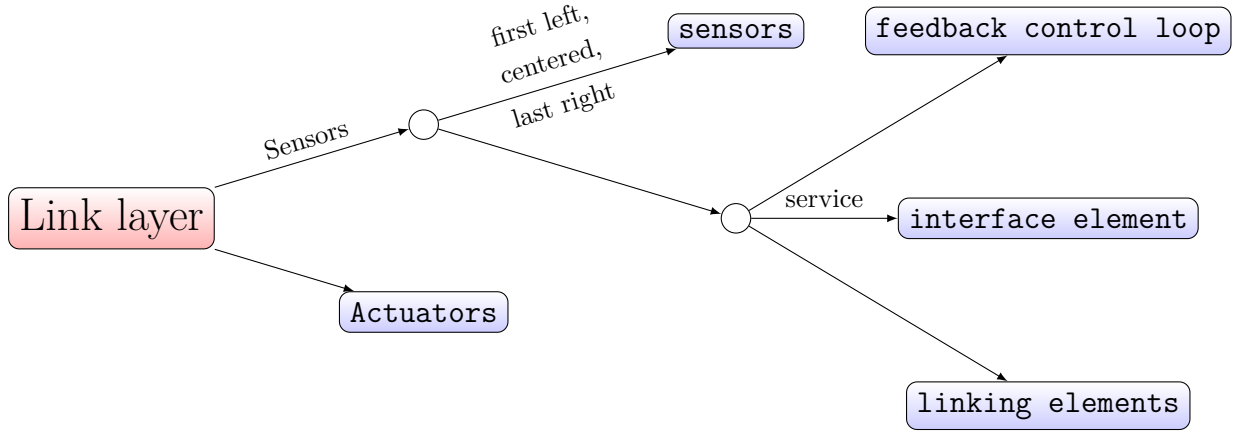 first left,
centered,
last right
sensors
feedback control loop
Sensors
Link layer
service
interface element
Actuators
linking elements